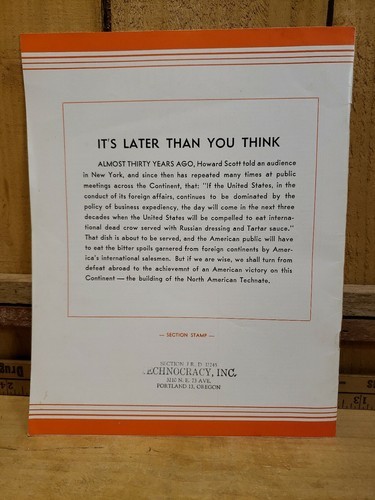 IT'S LATER THAN YOU THINK
ALMOST THIRTY YEARS AGO, Howard Scott told an audience
in New York, and since then has repeated many times at public
meetings across the Continent, that: "If the United States, in the
conduct of its foreign affairs, continues to be dominated by the
policy of business expediency, the day will come in the next three
decades when the United States will be compelled to eat interna-
tional dead crow served with Russian dressing and Tartar sauce."
That dish is about to be served, and the American public will have
to eat the bitter spoils garnered from foreign continents by Amer-
ica's international salesmen. But if we are wise, we shall turn from
defeat abroad to the achievemnt of an American victory on this
Continent — the building of the North American Technate.
— SECTION STAMP —
SECTION
TECHNOCRACY, INC.
N. E. 21 AVE.
PORTLAND 13, OREGON